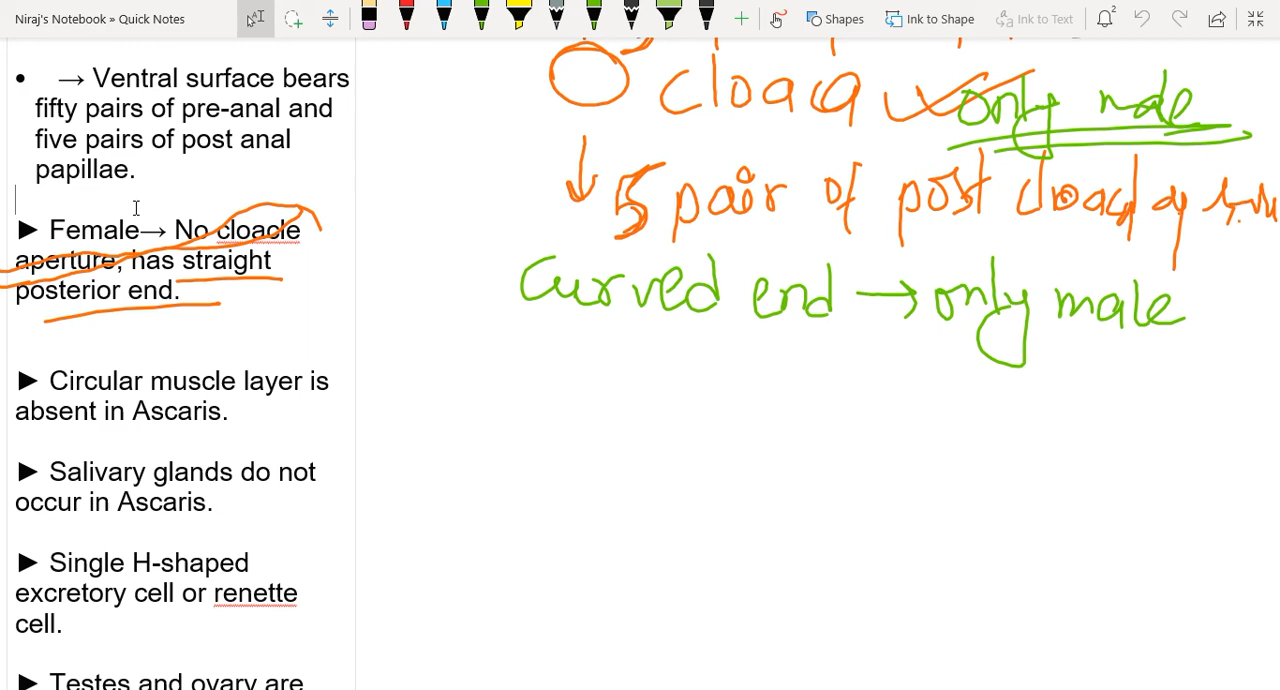 Niraj's Notebook » Quick Notes
Shapes
Ink to Shape
Ink to Text
2
• → Ventral surface bears
fifty pairs of pre-anal and
five pairs of post anal
papillae.
► Female→ No cloacle
aperture, has straight
posterior end.
► Circular muscle layer is
absent in Ascaris.
► Salivary glands do not
occur in Ascaris.
► Single H-shaped
excretory cell or renette
cell.
► Testes and ovary are
cloaca only male
↓ 5 pair of post cloacal
Curved end → only male